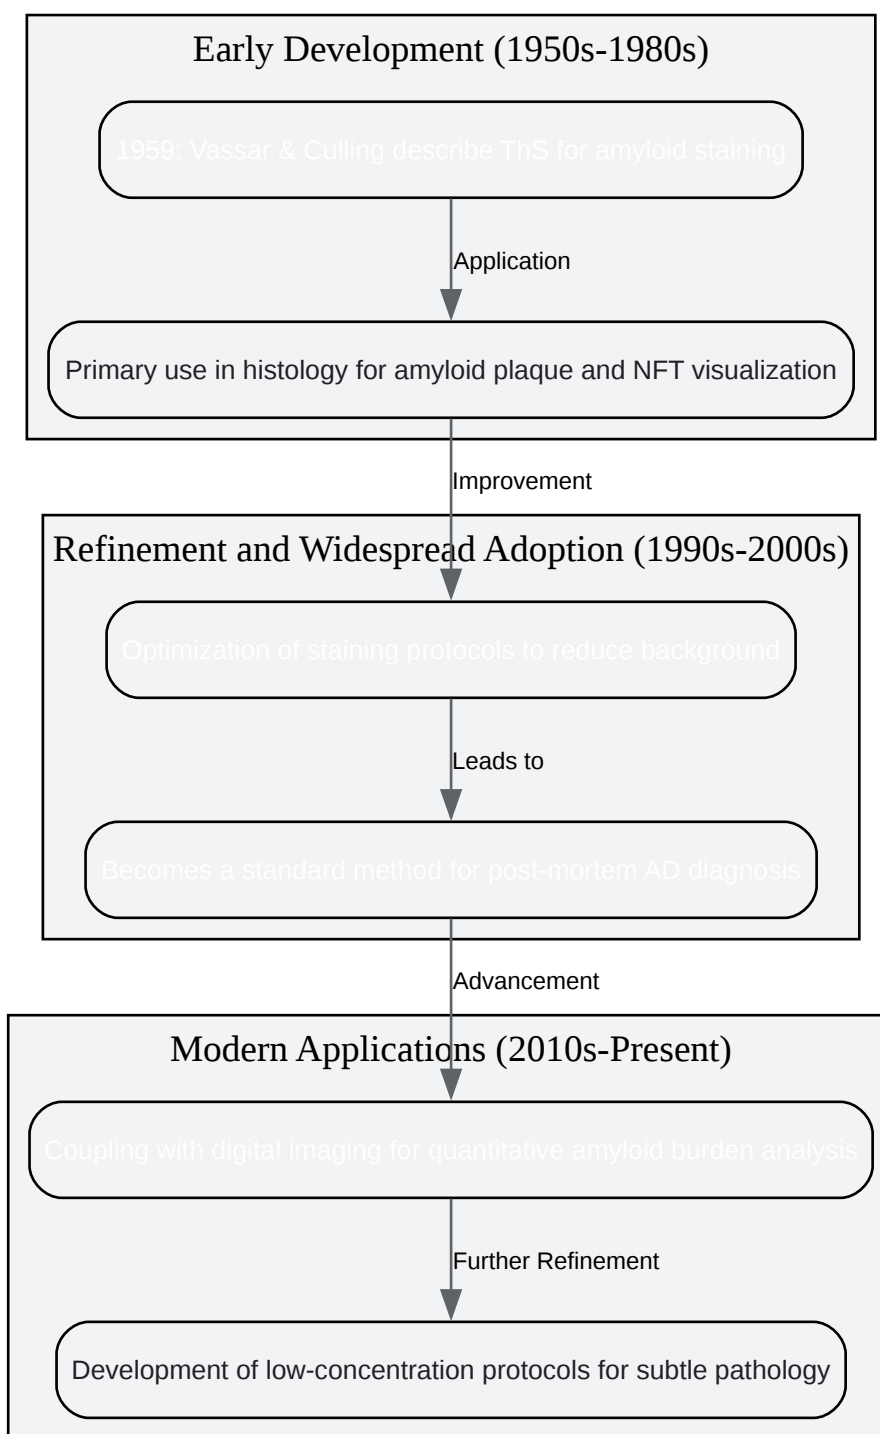 Early Development (1950s-1980s)
1959: Vassar & Culling describe ThS for amyloid staining
Application
Primary use in histology for amyloid plaque and NFT visualization
Improvement
Refinement and Widespread Adoption (1990s-2000s)
Optimization of staining protocols to reduce background
Leads to
Becomes a standard method for post-mortem AD diagnosis
Advancement
Modern Applications (2010s-Present)
Coupling with digital imaging for quantitative amyloid burden analysis
Further Refinement
Development of low-concentration protocols for subtle pathology